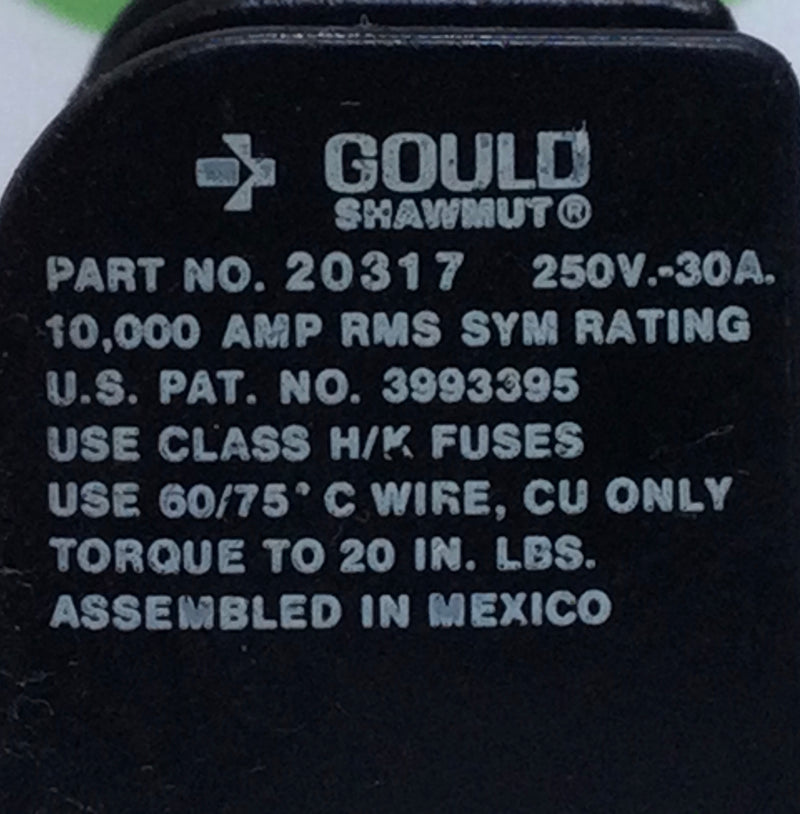 GOULD
SHAWMUT®
PART NO. 20317 250V.-30A.
10,000 AMP RMS SYM RATING
U.S. PAT. NO. 3993395
USE CLASS H/K FUSES
USE 60/75°C WIRE, CU ONLY
TORQUE TO 20 IN. LBS.
ASSEMBLED IN MEXICO